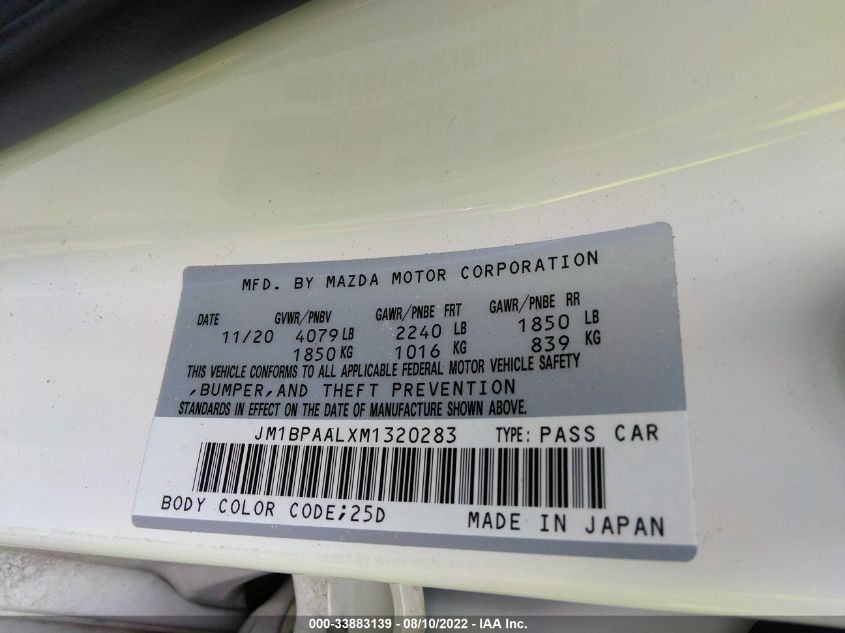 MFD. BY MAZDA MOTOR CORPORATION
DATE GVWR/PNBV GAWR/PNBE FRT GAWR/PNBE RR
11/20 4079 LB 2240 LB 1850 LB
1850 KG 1016 KG 839 KG
THIS VEHICLE CONFORMS TO ALL APPLICABLE FEDERAL MOTOR VEHICLE SAFETY
,BUMPER,AND THEFT PREVENTION
STANDARDS IN EFFECT ON THE DATE OF MANUFACTURE SHOWN ABOVE.
JM1BPAALXM1320283 TYPE: PASS CAR
BODY COLOR CODE;25D MADE IN JAPAN
000-33883139 - 08/10/2022 - IAA Inc.